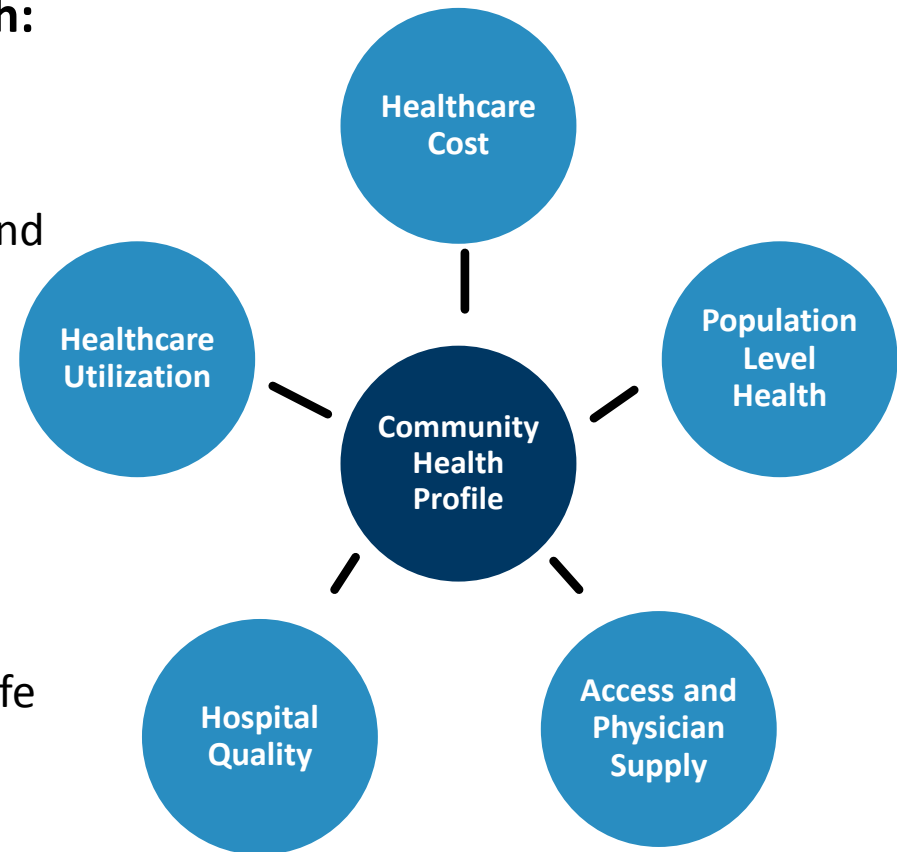 h:
Healthcare
Cost
nd
Healthcare
Utilization
Population
Level
Health
Community
Health
Profile
fe
Hospital
Quality
Access and
Physician
Supply